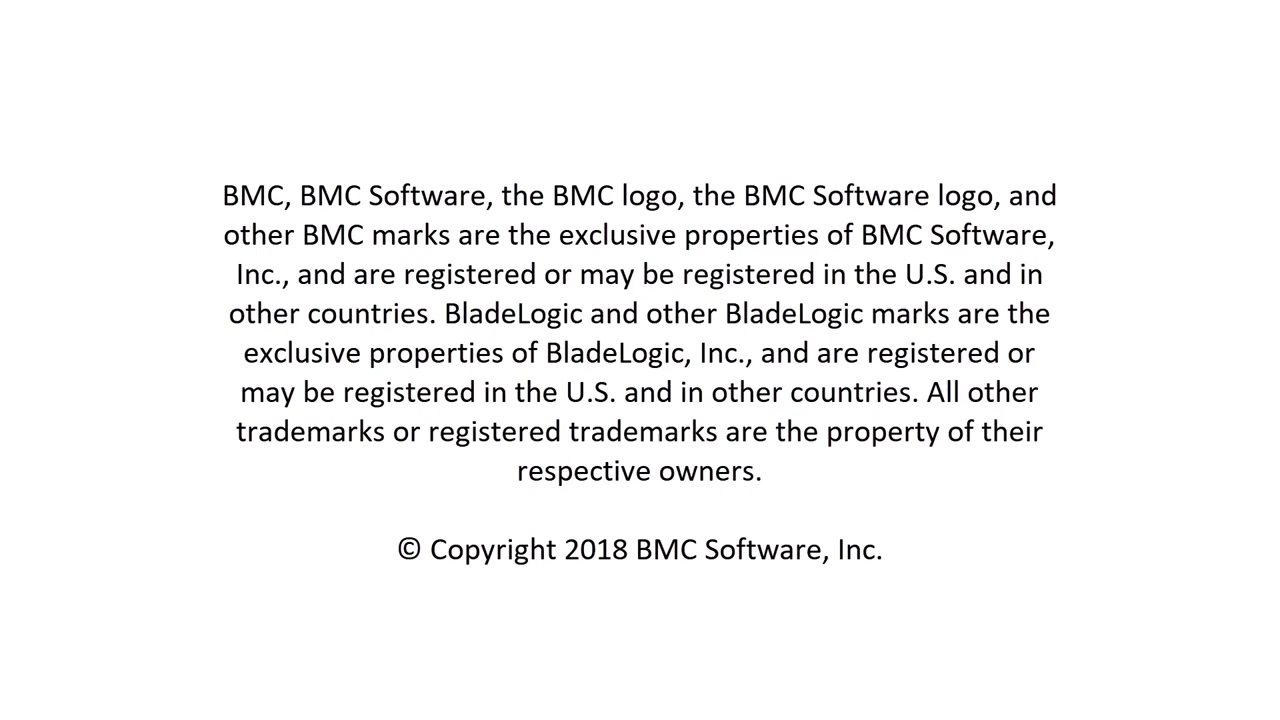 BMC, BMC Software, the BMC logo, the BMC Software logo, and
other BMC marks are the exclusive properties of BMC Software,
Inc., and are registered or may be registered in the U.S. and in
other countries. BladeLogic and other BladeLogic marks are the
exclusive properties of BladeLogic, Inc., and are registered or
may be registered in the U.S. and in other countries. All other
trademarks or registered trademarks are the property of their
respective owners.
© Copyright 2018 BMC Software, Inc.